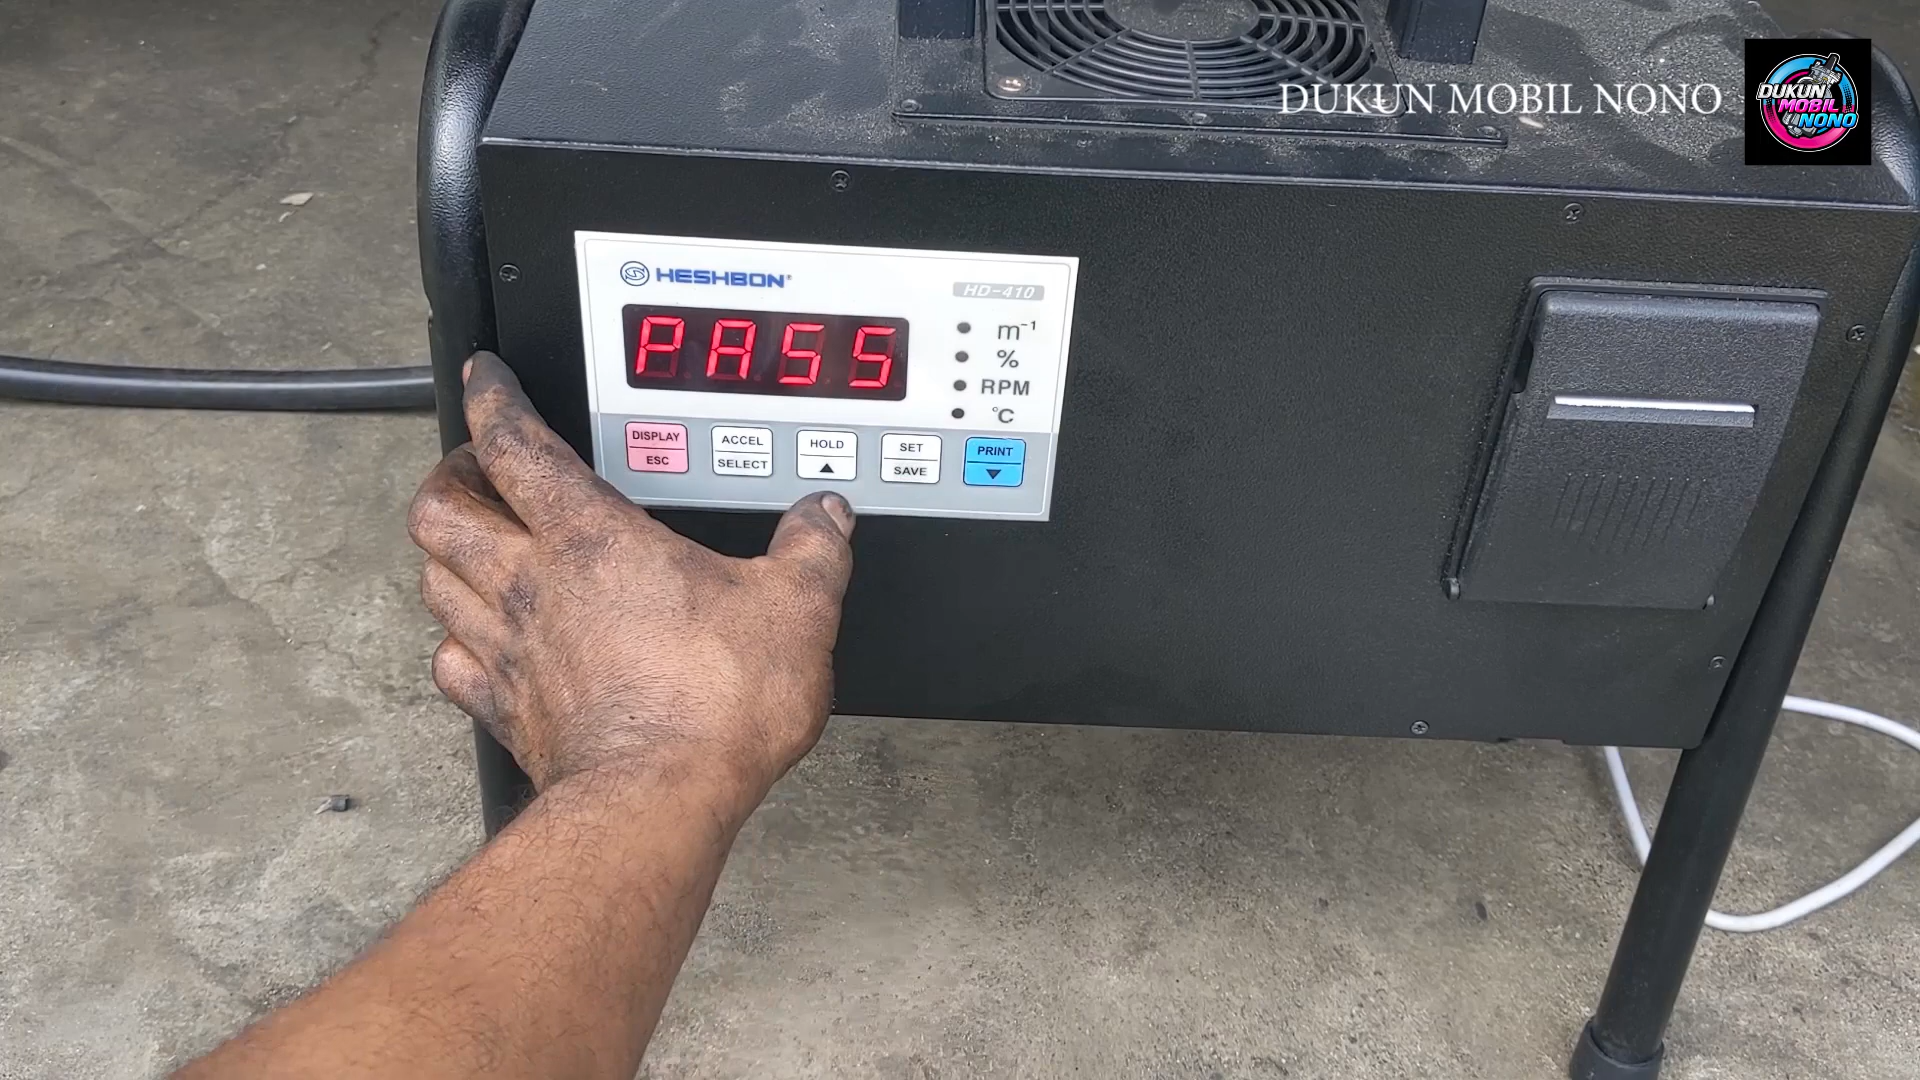 DUKUN MOBIL NONO
DUKUN
MOBIL
NONO
HESHBON®
HD-410
PASS
m⁻¹
%
RPM
°C
DISPLAY
ESC
ACCEL
SELECT
HOLD
▲
SET
SAVE
PRINT
▼